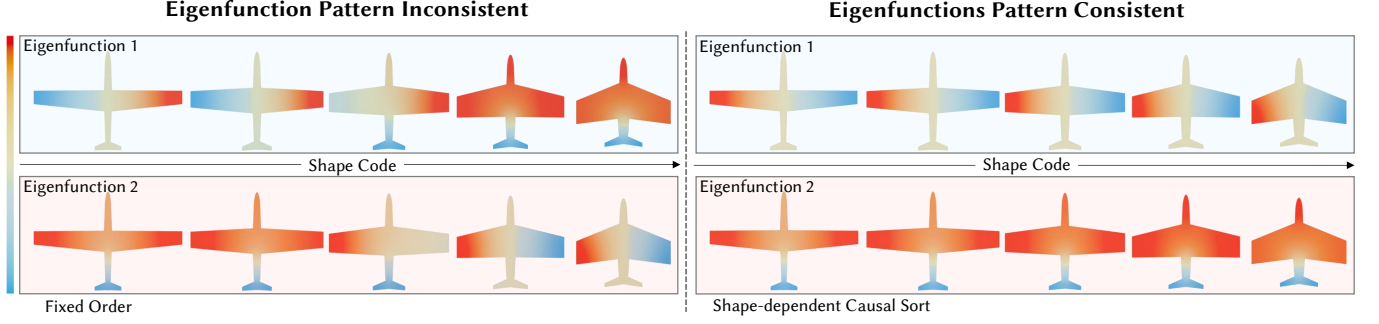 Eigenfunction Pattern Inconsistent
Eigenfunctions Pattern Consistent
Eigenfunction 1
Eigenfunction 1
Shape Code
Shape Code
Eigenfunction 2
Eigenfunction 2
Fixed Order
Shape-dependent Causal Sort